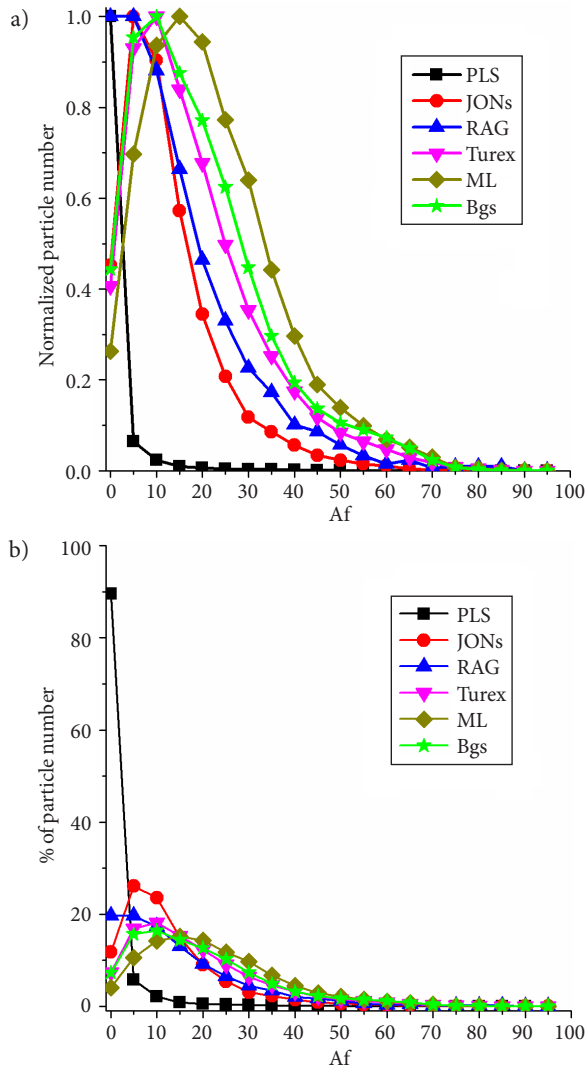 a)
Normalized particle number
1.0
0.8
0.6
0.4
0.2
0.0
PLS
JONs
RAG
Turex
ML
Bgs
0 10 20 30 40 50 60 70 80 90 100
Af
b)
% of particle number
100
80
60
40
20
0
PLS
JONs
RAG
Turex
ML
Bgs
0 10 20 30 40 50 60 70 80 90 100
Af